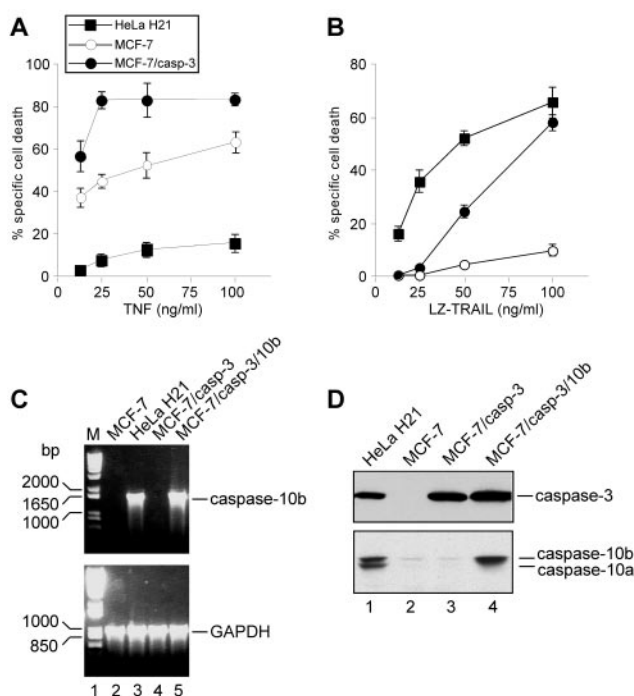 A
HeLa H21
MCF-7
MCF-7/casp-3
% specific cell death
100
80
60
40
20
0
0
25
50
75
100
TNF (ng/ml)
B
% specific cell death
80
60
40
20
0
0
25
50
75
100
LZ-TRAIL (ng/ml)
C
M
MCF-7
HeLa H21
MCF-7/casp-3
MCF-7/casp-3/10b
bp
2000
1650
1000
caspase-10b
1000
850
GAPDH
1 2 3 4 5
D
HeLa H21
MCF-7
MCF-7/casp-3
MCF-7/casp-3/10b
caspase-3
caspase-10b
caspase-10a
1 2 3 4